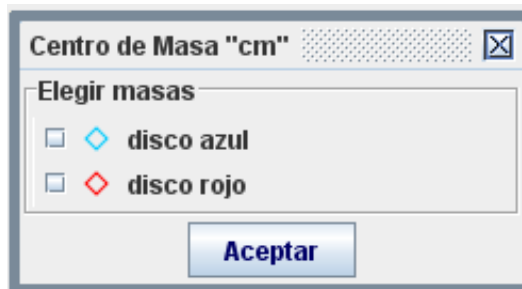 Centro de Masa "cm"
Elegir masas
disco azul
disco rojo
Aceptar